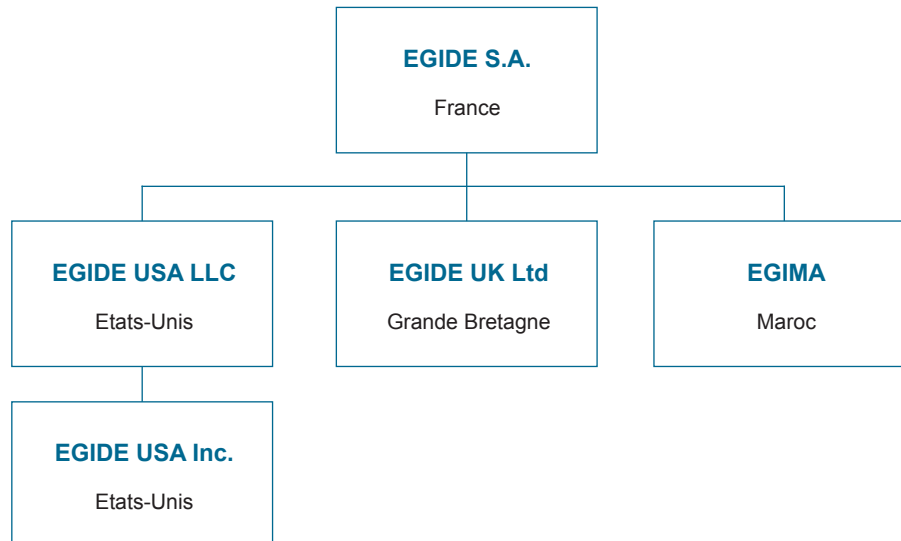 EGIDE S.A.
France
EGIDE USA LLC
Etats-Unis
EGIDE UK Ltd
Grande Bretagne
EGIMA
Maroc
EGIDE USA Inc.
Etats-Unis